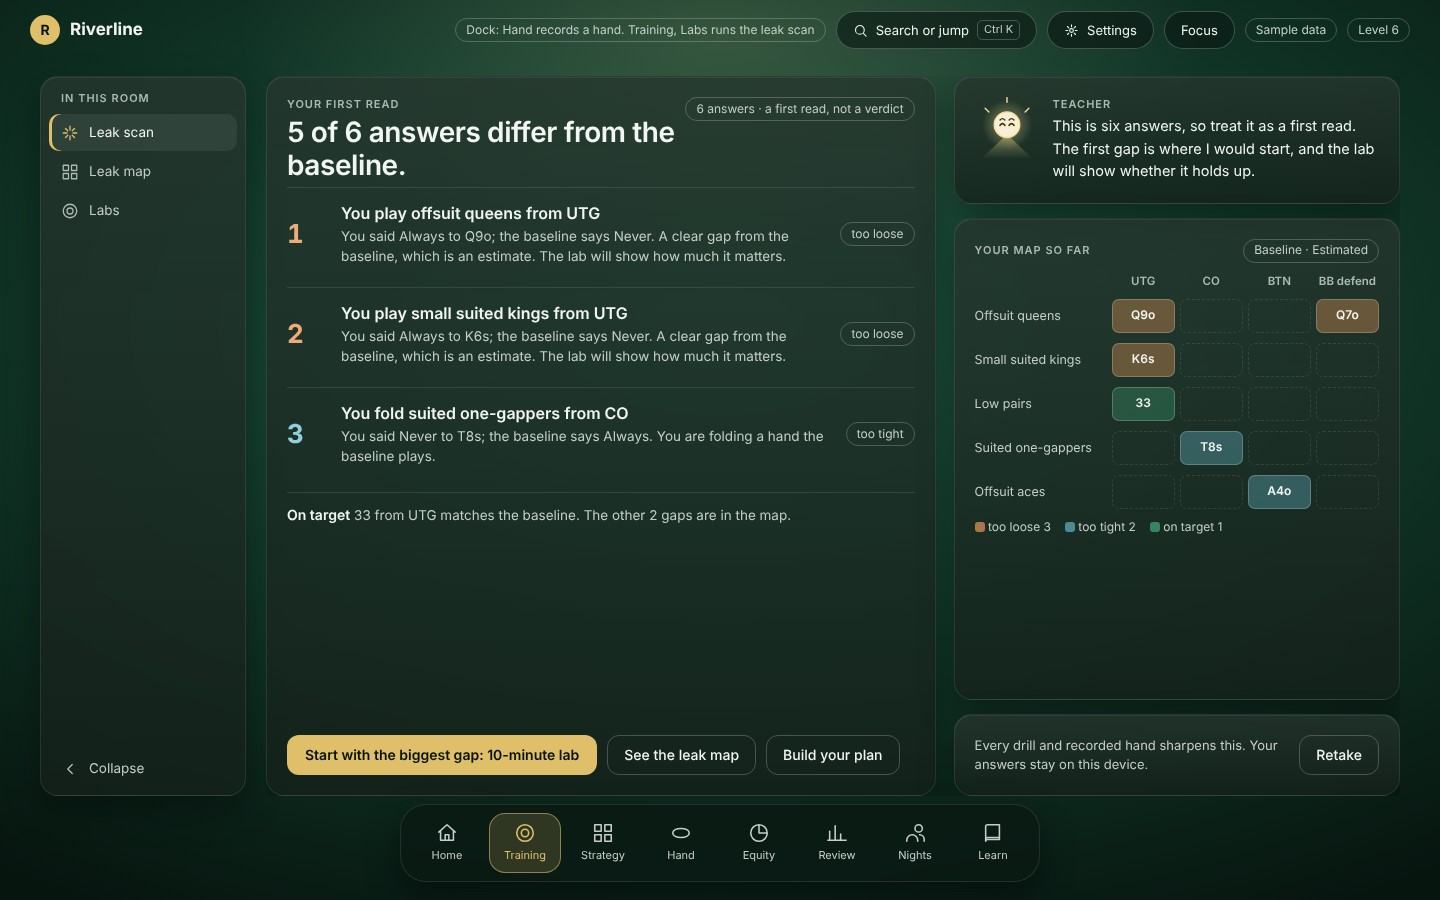 R Riverline
Dock: Hand records a hand. Training, Labs runs the leak scan
Search or jump Ctrl K
Settings
Focus
Sample data
Level 6
IN THIS ROOM
Leak scan
Leak map
Labs
Collapse
YOUR FIRST READ
6 answers · a first read, not a verdict
5 of 6 answers differ from the
baseline.
1
You play offsuit queens from UTG
You said Always to Q9o; the baseline says Never. A clear gap from the
baseline, which is an estimate. The lab will show how much it matters.
too loose
2
You play small suited kings from UTG
You said Always to K6s; the baseline says Never. A clear gap from the
baseline, which is an estimate. The lab will show how much it matters.
too loose
3
You fold suited one-gappers from CO
You said Never to T8s; the baseline says Always. You are folding a hand the
baseline plays.
too tight
On target 33 from UTG matches the baseline. The other 2 gaps are in the map.
Start with the biggest gap: 10-minute lab
See the leak map
Build your plan
TEACHER
This is six answers, so treat it as a first read.
The first gap is where I would start, and the lab
will show whether it holds up.
YOUR MAP SO FAR
Baseline · Estimated
UTG CO BTN BB defend
Offsuit queens Q9o Q7o
Small suited kings K6s
Low pairs 33
Suited one-gappers T8s
Offsuit aces A4o
too loose 3 too tight 2 on target 1
Every drill and recorded hand sharpens this. Your
answers stay on this device.
Retake
Home
Training
Strategy
Hand
Equity
Review
Nights
Learn